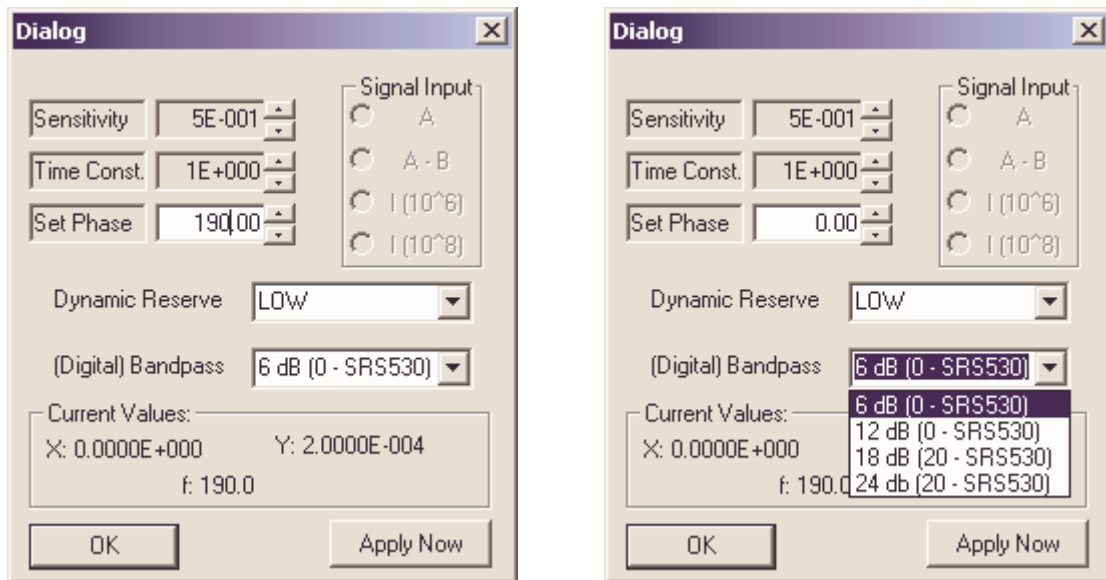 Dialog
Sensitivity 5E-001
Time Const. 1E+000
Set Phase 190.00
Signal Input
A
A - B
I (10^6)
I (10^8)
Dynamic Reserve LOW
(Digital) Bandpass 6 dB (0 - SRS530)
Current Values:
X: 0.0000E+000 Y: 2.0000E-004
f: 190.0
OK Apply Now
Dialog
Sensitivity 5E-001
Time Const. 1E+000
Set Phase 0.00
Signal Input
A
A - B
I (10^6)
I (10^8)
Dynamic Reserve LOW
(Digital) Bandpass 6 dB (0 - SRS530)
6 dB (0 - SRS530)
12 dB (0 - SRS530)
18 dB (20 - SRS530)
24 db (20 - SRS530)
Current Values:
X: 0.0000E+000
f: 190.0
OK Apply Now